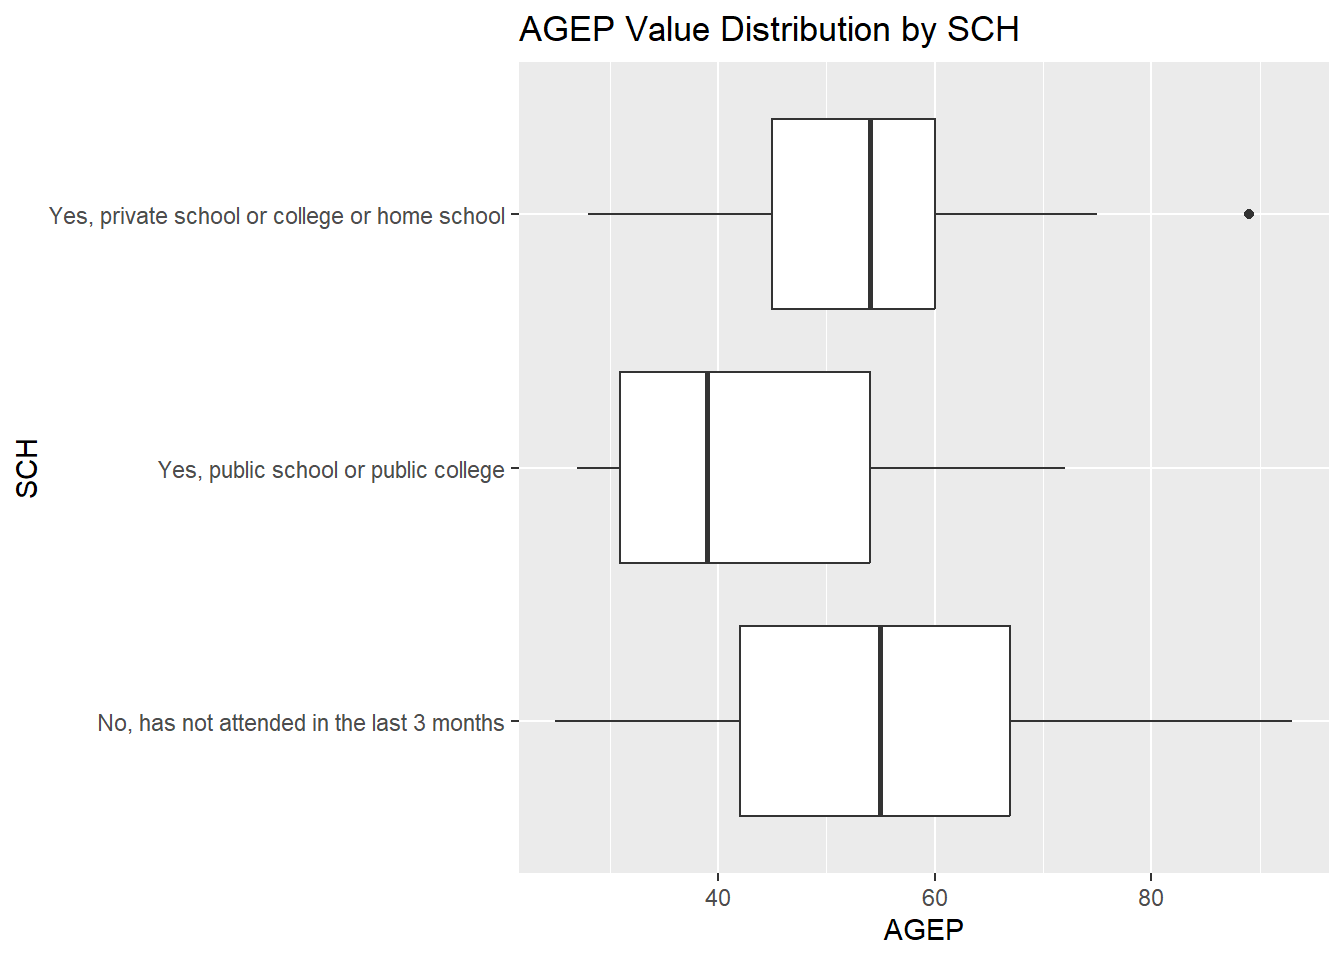 AGEP Value Distribution by SCH
Yes, private school or college or home school
Yes, public school or public college
No, has not attended in the last 3 months
SCH
40 60 80
AGEP